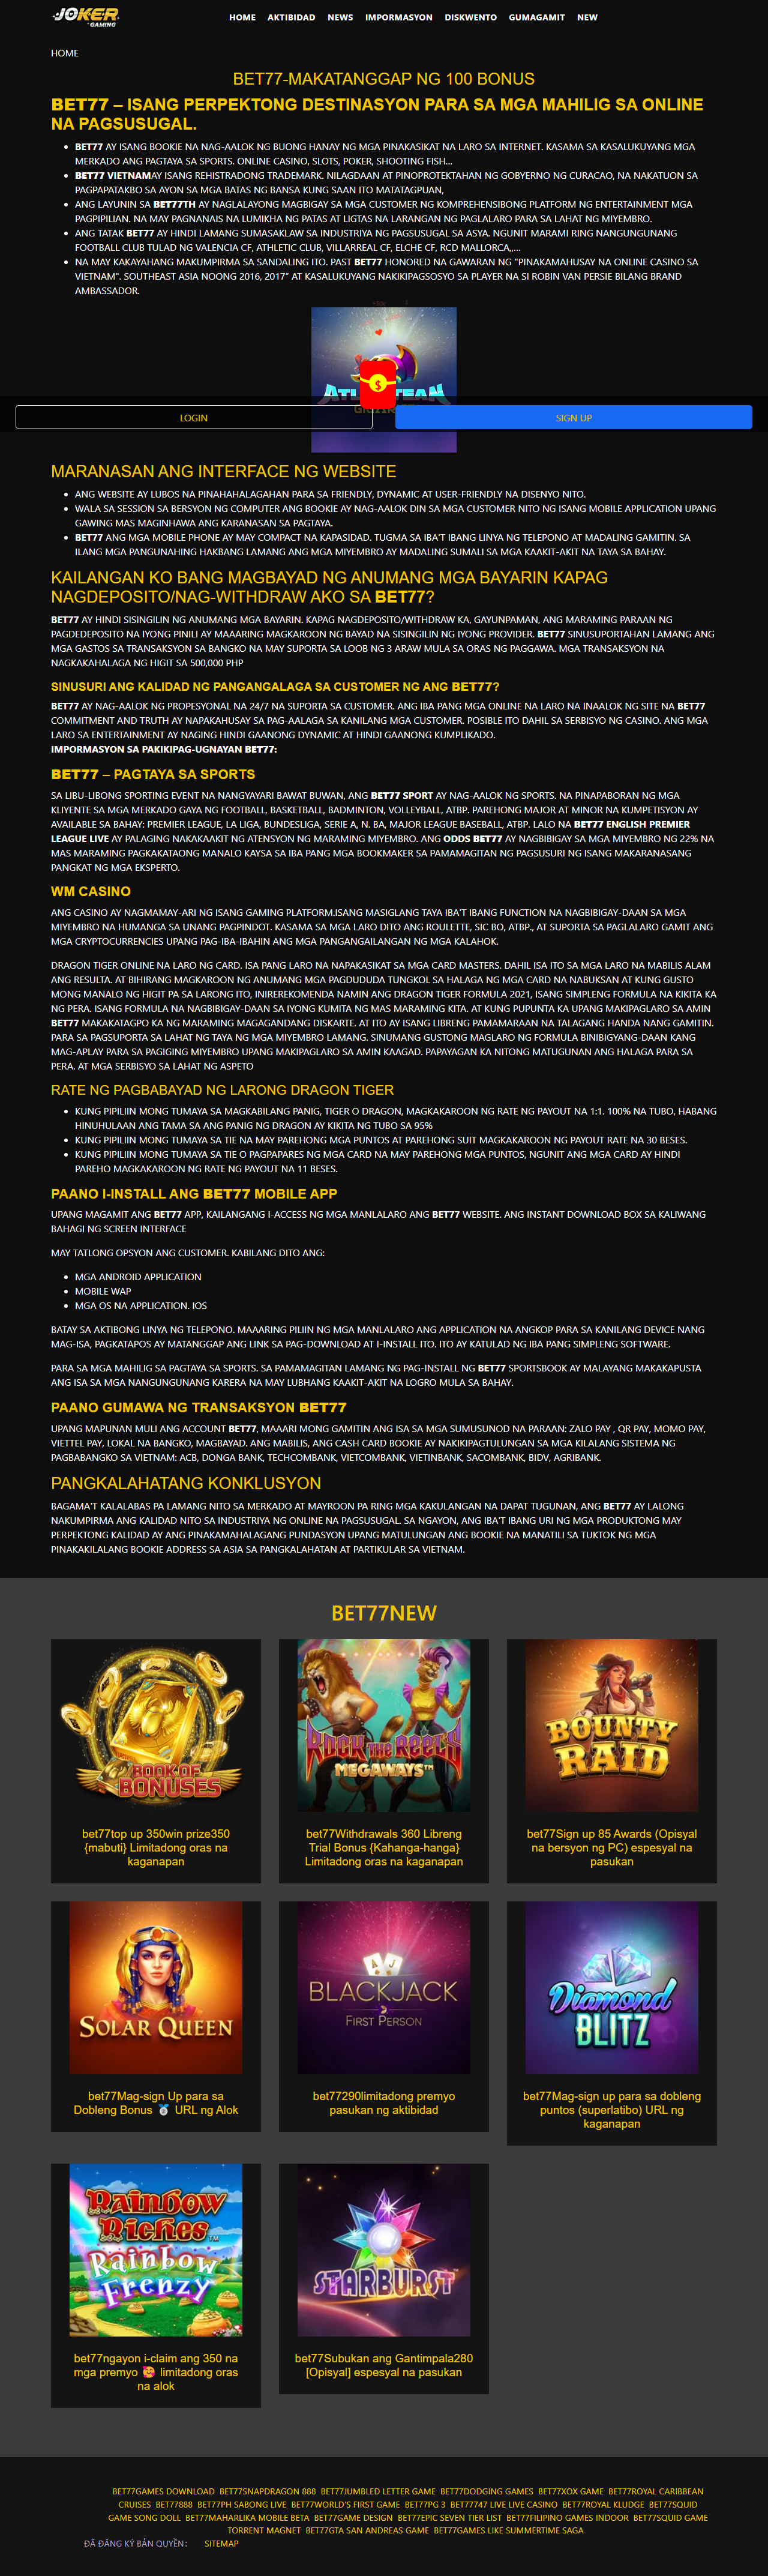 JOKER
GAMING
HOME AKTIBIDAD NEWS IMPORMASYON DISKWENTO GUMAGAMIT NEW
HOME
BET77-MAKATANGGAP NG 100 BONUS
BET77 – ISANG PERPEKTONG DESTINASYON PARA SA MGA MAHILIG SA ONLINE
NA PAGSUSUGAL.
BET77 AY ISANG BOOKIE NA NAG-AALOK NG BUONG HANAY NG MGA PINAKASIKAT NA LARO SA INTERNET. KASAMA SA KASALUKUYANG MGA
MERKADO ANG PAGTAYA SA SPORTS. ONLINE CASINO, SLOTS, POKER, SHOOTING FISH...
BET77 VIETNAMAY ISANG REHISTRADONG TRADEMARK. NILAGDAAN AT PINOPROTEKTAHAN NG GOBYERNO NG CURACAO, NA NAKATUON SA
PAGPAPATAKBO SA AYON SA MGA BATAS NG BANSA KUNG SAAN ITO MATATAGPUAN,
ANG LAYUNIN SA BET77TH AY NAGLALAYONG MAGBIGAY SA MGA CUSTOMER NG KOMPREHENSIBONG PLATFORM NG ENTERTAINMENT MGA
PAGPIPILIAN. NA MAY PAGNANAIS NA LUMIKHA NG PATAS AT LIGTAS NA LARANGAN NG PAGLALARO PARA SA LAHAT NG MIYEMBRO.
ANG TATAK BET77 AY HINDI LAMANG SUMASAKLAW SA INDUSTRIYA NG PAGSUSUGAL SA ASYA. NGUNIT MARAMI RING NANGUNGUNANG
FOOTBALL CLUB TULAD NG VALENCIA CF, ATHLETIC CLUB, VILLARREAL CF, ELCHE CF, RCD MALLORCA,,...
NA MAY KAKAYAHANG MAKUMPIRMA SA SANDALING ITO. PAST BET77 HONORED NA GAWARAN NG "PINAKAMAHUSAY NA ONLINE CASINO SA
VIETNAM". SOUTHEAST ASIA NOONG 2016, 2017" AT KASALUKUYANG NAKIKIPAGSOSYO SA PLAYER NA SI ROBIN VAN PERSIE BILANG BRAND
AMBASSADOR.
LOGIN
SIGN UP
MARANASAN ANG INTERFACE NG WEBSITE
ANG WEBSITE AY LUBOS NA PINAHAHALAGAHAN PARA SA FRIENDLY, DYNAMIC AT USER-FRIENDLY NA DISENYO NITO.
WALA SA SESSION SA BERSYON NG COMPUTER ANG BOOKIE AY NAG-AALOK DIN SA MGA CUSTOMER NITO NG ISANG MOBILE APPLICATION UPANG
GAWING MAS MAGINHAWA ANG KARANASAN SA PAGTAYA.
BET77 ANG MGA MOBILE PHONE AY MAY COMPACT NA KAPASIDAD. TUGMA SA IBA'T IBANG LINYA NG TELEPONO AT MADALING GAMITIN. SA
ILANG MGA PANGUNAHING HAKBANG LAMANG ANG MGA MIYEMBRO AY MADALING SUMALI SA MGA KAAKIT-AKIT NA TAYA SA BAHAY.
KAILANGAN KO BANG MAGBAYAD NG ANUMANG MGA BAYARIN KAPAG
NAGDEPOSITO/NAG-WITHDRAW AKO SA BET77?
BET77 AY HINDI SISINGILIN NG ANUMANG MGA BAYARIN. KAPAG NAGDEPOSITO/WITHDRAW KA, GAYUNPAMAN, ANG MARAMING PARAAN NG
PAGDEDEPOSITO NA IYONG PINILI AY MAAARING MAGKAROON NG BAYAD NA SISINGILIN NG IYONG PROVIDER. BET77 SINUSUPORTAHAN LAMANG ANG
MGA GASTOS SA TRANSAKSYON SA BANGKO NA MAY SUPORTA SA LOOB NG 3 ARAW MULA SA ORAS NG PAGGAWA. MGA TRANSAKSYON NA
NAGKAKAHALAGA NG HIGIT SA 500,000 PHP
SINUSURI ANG KALIDAD NG PANGANGALAGA SA CUSTOMER NG ANG BET77?
BET77 AY NAG-AALOK NG PROPESYONAL NA 24/7 NA SUPORTA SA CUSTOMER. ANG IBA PANG MGA ONLINE NA LARO NA INAALOK NG SITE NA BET77
COMMITMENT AND TRUTH AY NAPAKAHUSAY SA PAG-AALAGA SA KANILANG MGA CUSTOMER. POSIBLE ITO DAHIL SA SERBISYO NG CASINO. ANG MGA
LARO SA ENTERTAINMENT AY NAGING HINDI GAANONG DYNAMIC AT HINDI GAANONG KUMPLIKADO.
IMPORMASYON SA PAKIKIPAG-UGNAYAN BET77:
BET77 – PAGTAYA SA SPORTS
SA LIBU-LIBONG SPORTING EVENT NA NANGYAYARI BAWAT BUWAN, ANG BET77 SPORT AY NAG-AALOK NG SPORTS. NA PINAPABORAN NG MGA
KLIYENTE SA MGA MERKADO GAYA NG FOOTBALL, BASKETBALL, BADMINTON, VOLLEYBALL, ATBP. PAREHONG MAJOR AT MINOR NA KUMPETISYON AY
AVAILABLE SA BAHAY: PREMIER LEAGUE, LA LIGA, BUNDESLIGA, SERIE A, N. BA, MAJOR LEAGUE BASEBALL, ATBP. LALO NA BET77 ENGLISH PREMIER
LEAGUE LIVE AY PALAGING NAKAKAAKIT NG ATENSYON NG MARAMING MIYEMBRO. ANG ODDS BET77 AY NAGBIBIGAY SA MGA MIYEMBRO NG 22% NA
MAS MARAMING PAGKAKATAONG MANALO KAYSA SA IBA PANG MGA BOOKMAKER SA PAMAMAGITAN NG PAGSUSURI NG ISANG MAKARANASANG
PANGKAT NG MGA EKSPERTO.
WM CASINO
ANG CASINO AY NAGMAMAY-ARI NG ISANG GAMING PLATFORM.ISANG MASIGLANG TAYA IBA'T IBANG FUNCTION NA NAGBIBIGAY-DAAN SA MGA
MIYEMBRO NA HUMANGA SA UNANG PAGPINDOT. KASAMA SA MGA LARO DITO ANG ROULETTE, SIC BO, ATBP., AT SUPORTA SA PAGLALARO GAMIT ANG
MGA CRYPTOCURRENCIES UPANG PAG-IBA-IBAHIN ANG MGA PANGANGAILANGAN NG MGA KALAHOK.
DRAGON TIGER ONLINE NA LARO NG CARD. ISA PANG LARO NA NAPAKASIKAT SA MGA CARD MASTERS. DAHIL ISA ITO SA MGA LARO NA MABILIS ALAM
ANG RESULTA. AT BIHIRANG MAGKAROON NG ANUMANG MGA PAGDUDUDA TUNGKOL SA HALAGA NG MGA CARD NA NABUKSAN AT KUNG GUSTO
MONG MANALO NG HIGIT PA SA LARONG ITO, INIREREKOMENDA NAMIN ANG DRAGON TIGER FORMULA 2021, ISANG SIMPLENG FORMULA NA KIKITA KA
NG PERA. ISANG FORMULA NA NAGBIBIGAY-DAAN SA IYONG KUMITA NG MAS MARAMING KITA. AT KUNG PUPUNTA KA UPANG MAKIPAGLARO SA AMIN
BET77 MAKAKATAGPO KA NG MARAMING MAGAGANDANG DISKARTE. AT ITO AY ISANG LIBRENG PAMAMARAAN NA TALAGANG HANDA NANG GAMITIN.
PARA SA PAGSUPORTA SA LAHAT NG TAYA NG MGA MIYEMBRO LAMANG. SINUMANG GUSTONG MAGLARO NG FORMULA BINIBIGYANG-DAAN KANG
MAG-APLAY PARA SA PAGIGING MIYEMBRO UPANG MAKIPAGLARO SA AMIN KAAGAD. PAPAYAGAN KA NITONG MATUGUNAN ANG HALAGA PARA SA
PERA. AT MGA SERBISYO SA LAHAT NG ASPETO
RATE NG PAGBABAYAD NG LARONG DRAGON TIGER
KUNG PIPILIIN MONG TUMAYA SA MAGKABILANG PANIG, TIGER O DRAGON, MAGKAKAROON NG RATE NG PAYOUT NA 1:1. 100% NA TUBO, HABANG
HINUHULAAN ANG TAMA SA ANG PANIG NG DRAGON AY KIKITA NG TUBO SA 95%
KUNG PIPILIIN MONG TUMAYA SA TIE NA MAY PAREHONG MGA PUNTOS AT PAREHONG SUIT MAGKAKAROON NG PAYOUT RATE NA 30 BESES.
KUNG PIPILIIN MONG TUMAYA SA TIE O PAGPAPARES NG MGA CARD NA MAY PAREHONG MGA PUNTOS, NGUNIT ANG MGA CARD AY HINDI
PAREHO MAGKAKAROON NG RATE NG PAYOUT NA 11 BESES.
PAANO I-INSTALL ANG BET77 MOBILE APP
UPANG MAGAMIT ANG BET77 APP, KAILANGANG I-ACCESS NG MGA MANLALARO ANG BET77 WEBSITE. ANG INSTANT DOWNLOAD BOX SA KALIWANG
BAHAGI NG SCREEN INTERFACE
MAY TATLONG OPSYON ANG CUSTOMER. KABILANG DITO ANG:
MGA ANDROID APPLICATION
MOBILE WAP
MGA OS NA APPLICATION. IOS
BATAY SA AKTIBONG LINYA NG TELEPONO. MAAARING PILIIN NG MGA MANLALARO ANG APPLICATION NA ANGKOP PARA SA KANILANG DEVICE NANG
MAG-ISA, PAGKATAPOS AY MATANGGAP ANG LINK SA PAG-DOWNLOAD AT I-INSTALL ITO. ITO AY KATULAD NG IBA PANG SIMPLENG SOFTWARE.
PARA SA MGA MAHILIG SA PAGTAYA SA SPORTS. SA PAMAMAGITAN LAMANG NG PAG-INSTALL NG BET77 SPORTSBOOK AY MALAYANG MAKAKAPUSTA
ANG ISA SA MGA NANGUNGUNANG KARERA NA MAY LUBHANG KAAKIT-AKIT NA LOGRO MULA SA BAHAY.
PAANO GUMAWA NG TRANSAKSYON BET77
UPANG MAPUNAN MULI ANG ACCOUNT BET77, MAAARI MONG GAMITIN ANG ISA SA MGA SUMUSUNOD NA PARAAN: ZALO PAY , QR PAY, MOMO PAY,
VIETTEL PAY, LOKAL NA BANGKO, MAGBAYAD. ANG MABILIS, ANG CASH CARD BOOKIE AY NAKIKIPAGTULUNGAN SA MGA KILALANG SISTEMA NG
PAGBABANGKO SA VIETNAM: ACB, DONGA BANK, TECHCOMBANK, VIETCOMBANK, VIETINBANK, SACOMBANK, BIDV, AGRIBANK.
PANGKALAHATANG KONKLUSYON
BAGAMA'T KALALABAS PA LAMANG NITO SA MERKADO AT MAYROON PA RING MGA KAKULANGAN NA DAPAT TUGUNAN, ANG BET77 AY LALONG
NAKUMPIRMA ANG KALIDAD NITO SA INDUSTRIYA NG ONLINE NA PAGSUSUGAL. SA NGAYON, ANG IBA'T IBANG URI NG MGA PRODUKTONG MAY
PERPEKTONG KALIDAD AY ANG PINAKAMAHALAGANG PUNDASYON UPANG MATULUNGAN ANG BOOKIE NA MANATILI SA TUKTOK NG MGA
PINAKAKILALANG BOOKIE ADDRESS SA ASIA SA PANGKALAHATAN AT PARTIKULAR SA VIETNAM.
BET77NEW
BOOK OF
BONUSES
ROCK THE REELS
MEGAWAYS™
BOUNTY
RAID
bet77top up 350win prize350
{mabuti} Limitadong oras na
kaganapan
bet77Withdrawals 360 Libreng
Trial Bonus {Kahanga-hanga}
Limitadong oras na kaganapan
bet77Sign up 85 Awards (Opisyal
na bersyon ng PC) espesyal na
pasukan
SOLAR QUEEN
BLACKJACK
FIRST PERSON
Diamond
BLITZ
bet77Mag-sign Up para sa
Dobleng Bonus 🥈 URL ng Alok
bet77290limitadong premyo
pasukan ng aktibidad
bet77Mag-sign up para sa dobleng
puntos (superlatibo) URL ng
kaganapan
Rainbow
Riches™
Rainbow
Frenzy
STARBURST
bet77ngayon i-claim ang 350 na
mga premyo 🥰 limitadong oras
na alok
bet77Subukan ang Gantimpala280
[Opisyal] espesyal na pasukan
BET77GAMES DOWNLOAD BET77SNAPDRAGON 888 BET77JUMBLED LETTER GAME BET77DODGING GAMES BET77XOX GAME BET77ROYAL CARIBBEAN
CRUISES BET77888 BET77PH SABONG LIVE BET77WORLD'S FIRST GAME BET77PG 3 BET77747 LIVE LIVE CASINO BET77ROYAL KLUDGE BET77SQUID
GAME SONG DOLL BET77MAHARLIKA MOBILE BETA BET77GAME DESIGN BET77EPIC SEVEN TIER LIST BET77FILIPINO GAMES INDOOR BET77SQUID GAME
TORRENT MAGNET BET77GTA SAN ANDREAS GAME BET77GAMES LIKE SUMMERTIME SAGA
ĐÃ ĐĂNG KÝ BẢN QUYỀN： SITEMAP